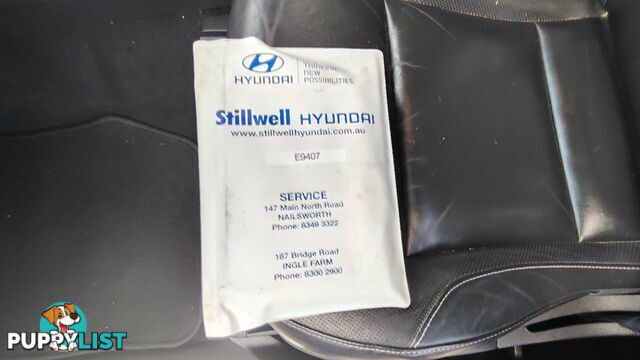 HYUNDAI
THINKING.
NEW
POSSIBILITIES.
Stillwell HYUNDAI
www.stillwellhyundai.com.au
E9407
SERVICE
147 Main North Road
NAILSWORTH
Phone: 8349 3322
187 Bridge Road
INGLE FARM
Phone: 8300 2900
PUPPYLIST